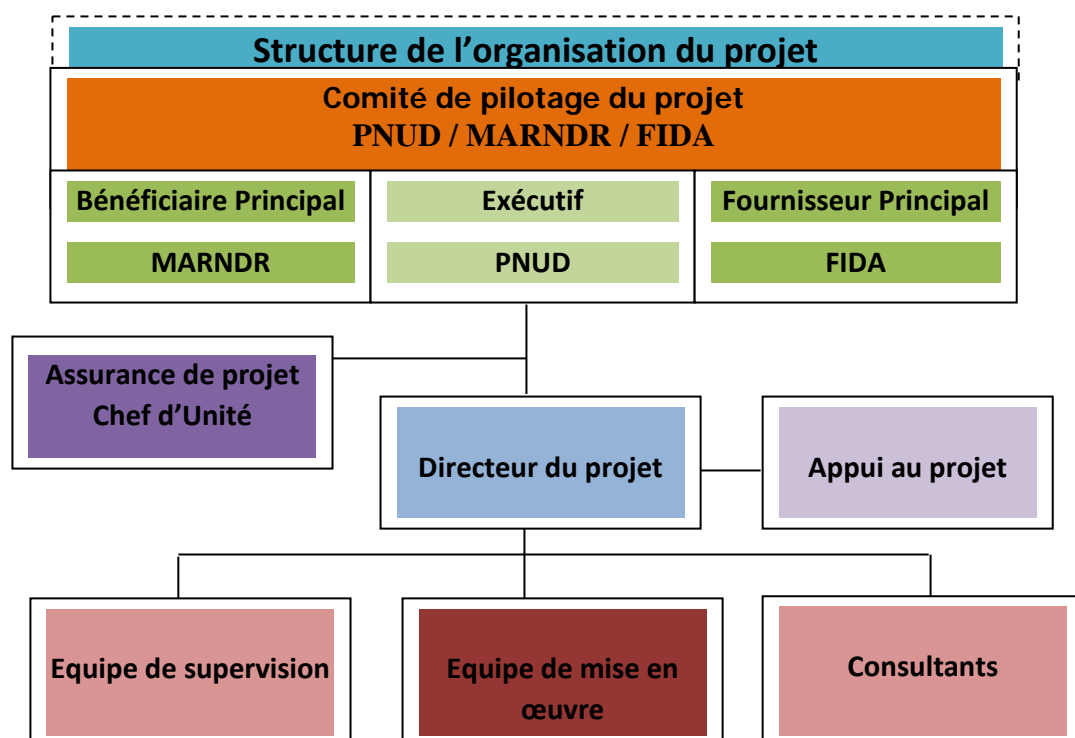 Structure de l’organisation du projet
Comité de pilotage du projet
PNUD / MARNDR / FIDA
Bénéficiaire Principal
MARNDR
Exécutif
PNUD
Fournisseur Principal
FIDA
Assurance de projet
Chef d’Unité
Directeur du projet
Appui au projet
Equipe de supervision
Equipe de mise en
œuvre
Consultants